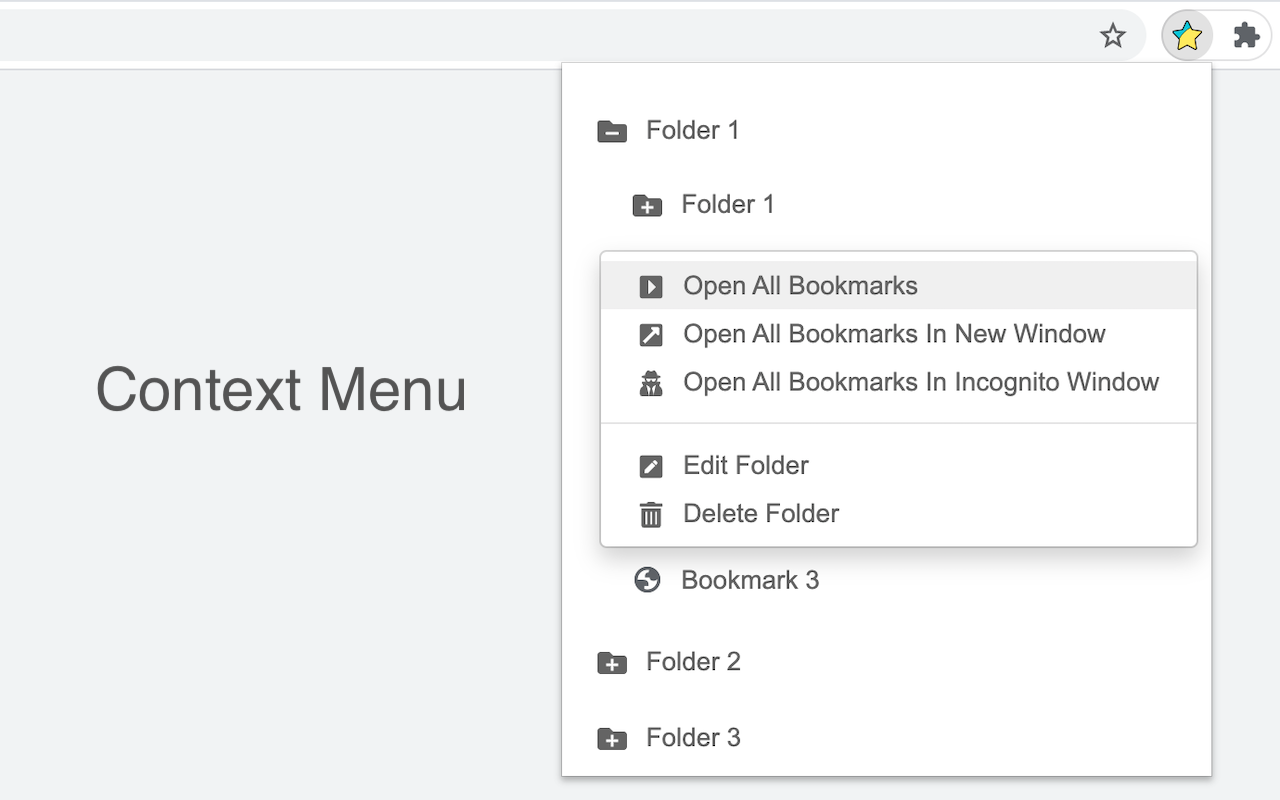 Context Menu
Folder 1
Folder 1
Open All Bookmarks
Open All Bookmarks In New Window
Open All Bookmarks In Incognito Window
Edit Folder
Delete Folder
Bookmark 3
Folder 2
Folder 3